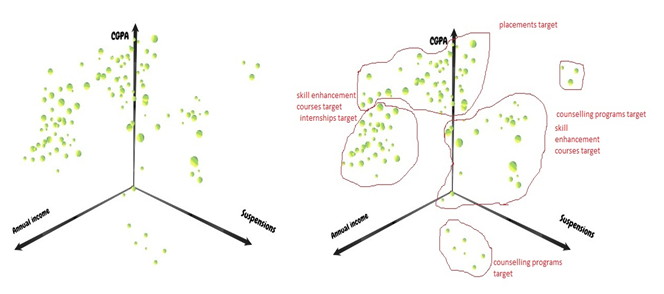 CGPA
Annual income
Suspensions
placements target
CGPA
skill enhancement
courses target
internships target
counselling programs target
skill
enhancement
courses target
Annual income
Suspensions
counselling programs
target